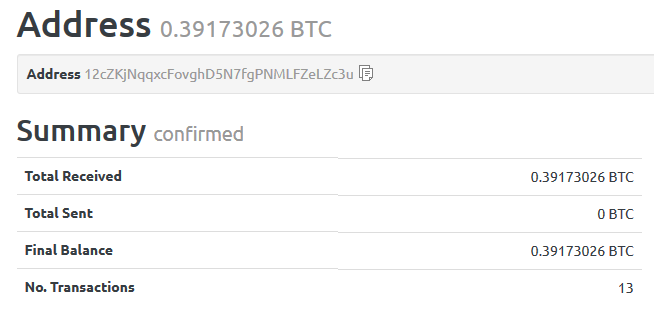 Address 0.39173026 BTC
Address 12cZKjNqqxcFovghD5N7fgPNMLFZeLZc3u
Summary confirmed
Total Received 0.39173026 BTC
Total Sent 0 BTC
Final Balance 0.39173026 BTC
No. Transactions 13